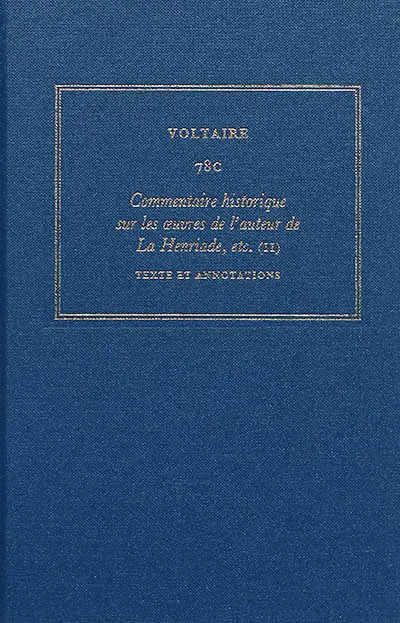 VOLTAIRE
78C
Commentaire historique
sur les œuvres de l'auteur de
La Henriade, etc. (II)
TEXTE ET ANNOTATIONS